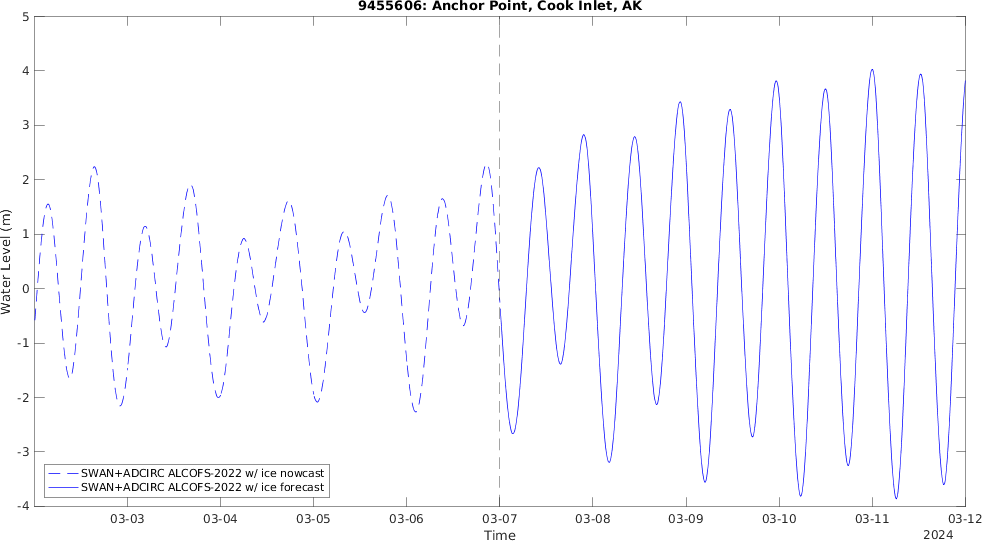 9455606: Anchor Point, Cook Inlet, AK
5
4
3
2
1
0
-1
-2
-3
-4
Water Level (m)
SWAN+ADCIRC ALCOFS-2022 w/ ice nowcast
SWAN+ADCIRC ALCOFS-2022 w/ ice forecast
03-03 03-04 03-05 03-06 03-07 03-08 03-09 03-10 03-11 03-12
Time
2024